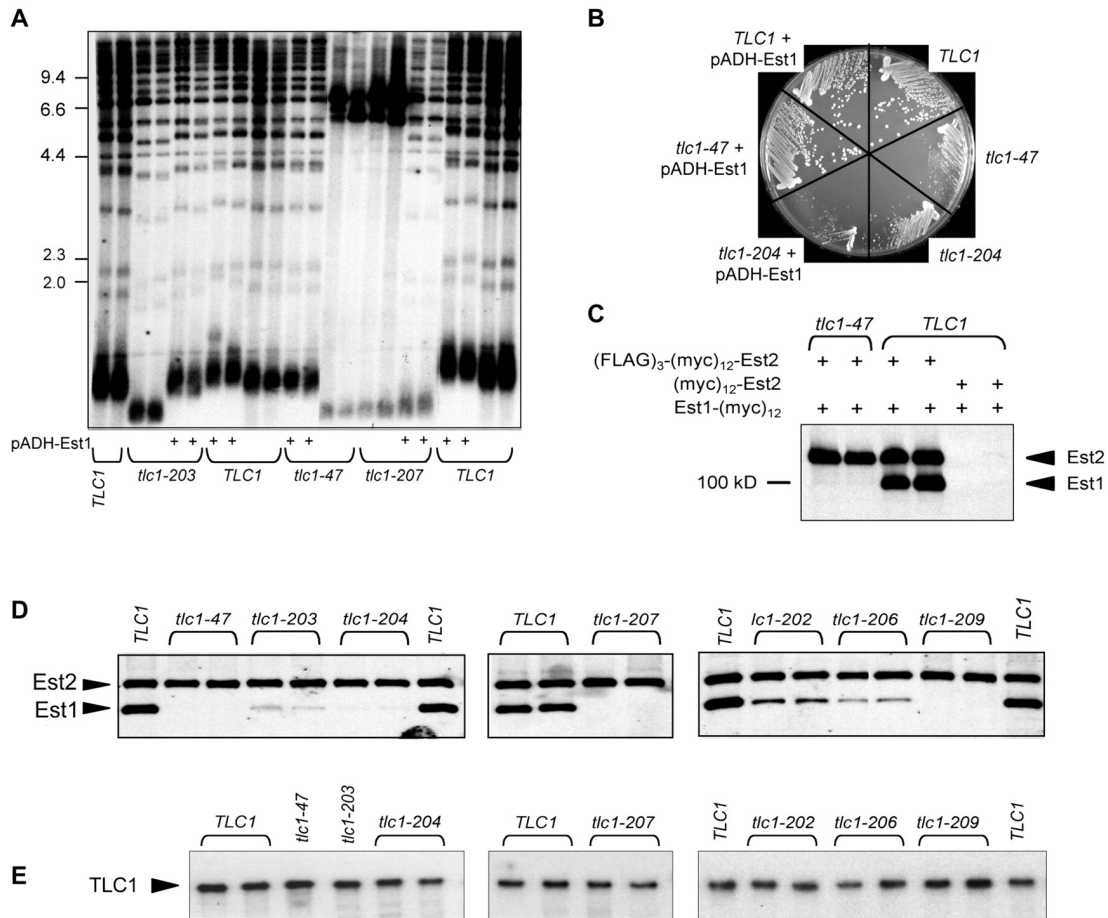 A
9.4
6.6
4.4
2.3
2.0
pADH-Est1 + + + + + + + + + +
TLC1 tlc1-203 TLC1 tlc1-47 tlc1-207 TLC1
B
TLC1 +
pADH-Est1
TLC1
tlc1-47 +
pADH-Est1
tlc1-47
tlc1-204 +
pADH-Est1
tlc1-204
C
tlc1-47 TLC1
(FLAG)3-(myc)12-Est2 + + + +
(myc)12-Est2 + +
Est1-(myc)12 + + + + + +
100 kD
Est2
Est1
D
TLC1 tlc1-47 tlc1-203 tlc1-204 TLC1 TLC1 tlc1-207 TLC1 lc1-202 tlc1-206 tlc1-209 TLC1
Est2
Est1
E
TLC1 tlc1-47 tlc1-203 tlc1-204 TLC1 tlc1-207 TLC1 tlc1-202 tlc1-206 tlc1-209 TLC1
TLC1